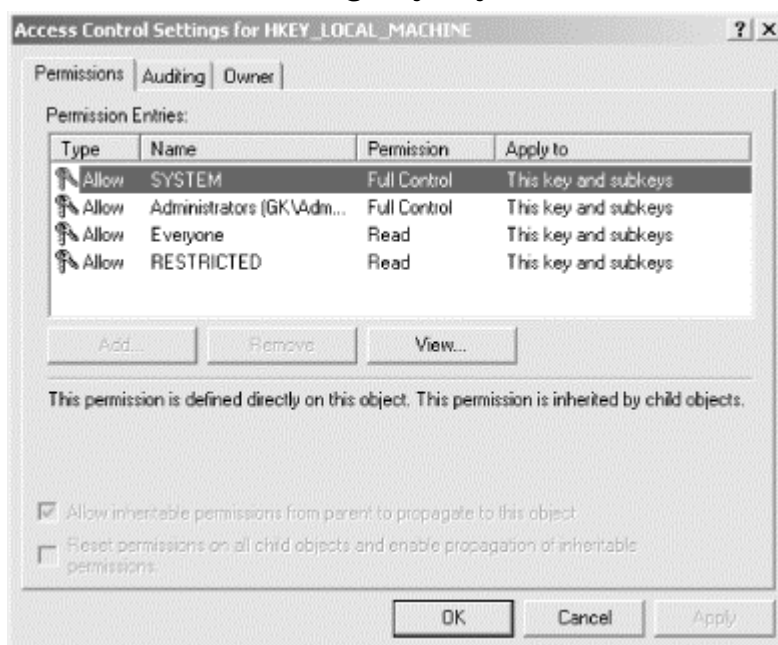 Access Control Settings for HKEY_LOCAL_MACHINE ? x
Permissions Auditing Owner
Permission Entries:
Type Name Permission Apply to
Allow SYSTEM Full Control This key and subkeys
Allow Administrators (GK\Adm... Full Control This key and subkeys
Allow Everyone Read This key and subkeys
Allow RESTRICTED Read This key and subkeys
Add... Remove View...
This permission is defined directly on this object. This permission is inherited by child objects.
Allow inheritable permissions from parent to propagate to this object
Reset permissions on all child objects and enable propagation of inheritable
permissions.
OK Cancel Apply